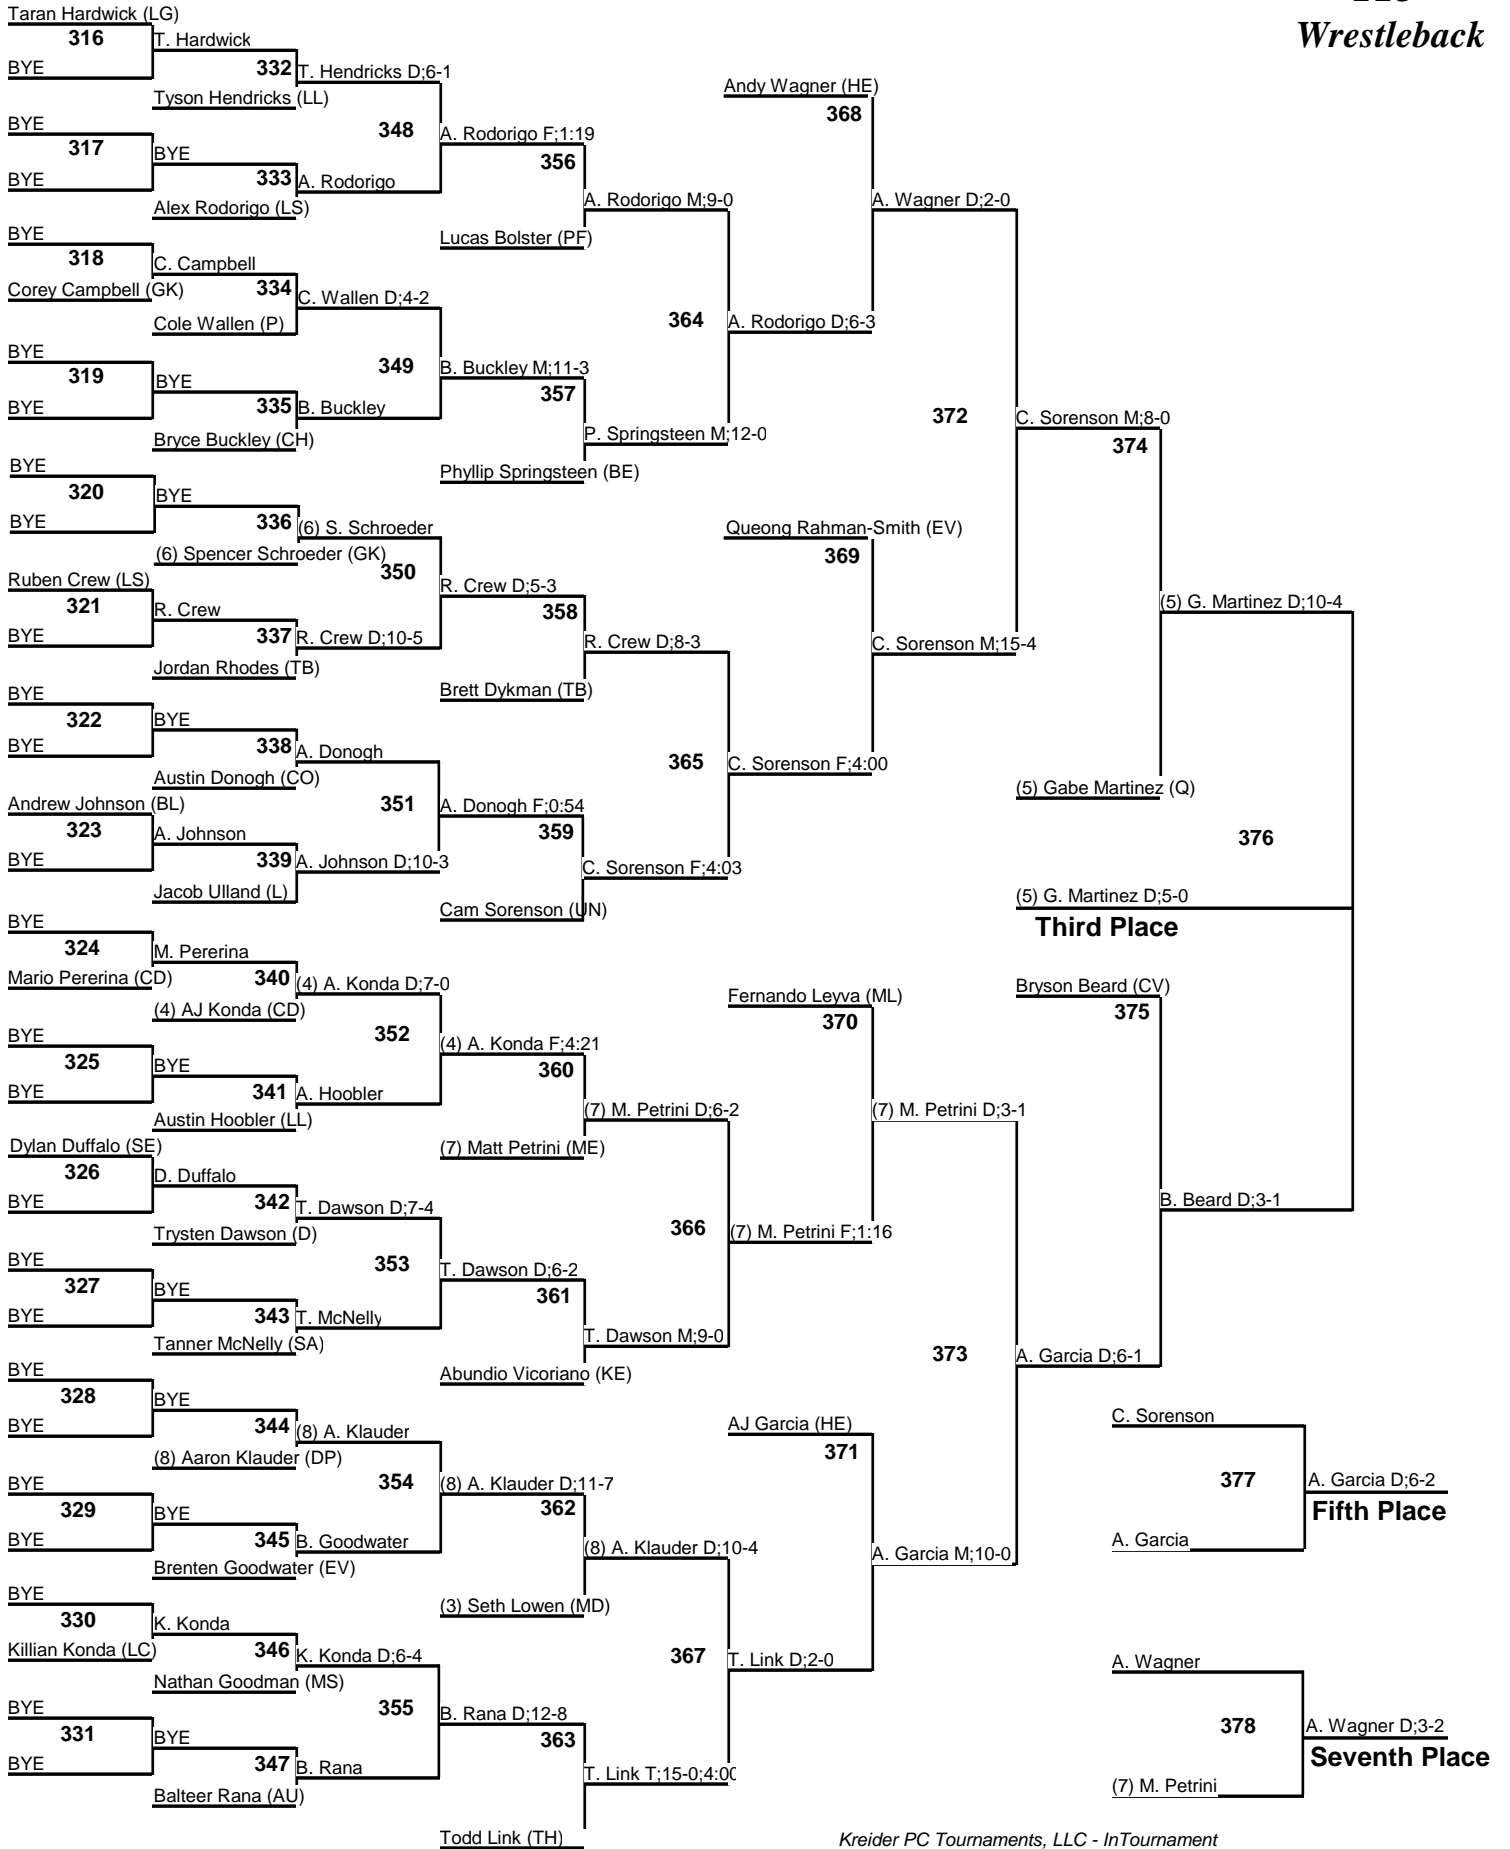 Wrestleback
Taran Hardwick (LG)
316
BYE
T. Hardwick
332
Tyson Hendricks (LL)
T. Hendricks D;6-1
BYE
317
BYE
BYE
333
Alex Rodorigo (LS)
A. Rodorigo
348
A. Rodorigo F;1:19
356
Lucas Bolster (PF)
A. Rodorigo M;9-0
BYE
318
Corey Campbell (GK)
C. Campbell
334
Cole Wallen (P)
C. Wallen D;4-2
BYE
319
BYE
BYE
335
Bryce Buckley (CH)
B. Buckley
349
B. Buckley M;11-3
357
Phyllip Springsteen (BE)
P. Springsteen M;12-0
364
A. Rodorigo D;6-3
Andy Wagner (HE)
368
A. Wagner D;2-0
BYE
320
BYE
BYE
336
(6) Spencer Schroeder (GK)
(6) S. Schroeder
Ruben Crew (LS)
321
BYE
R. Crew
337
Jordan Rhodes (TB)
R. Crew D;10-5
350
R. Crew D;5-3
358
Brett Dykman (TB)
R. Crew D;8-3
BYE
322
BYE
BYE
338
Austin Donogh (CO)
A. Donogh
Andrew Johnson (BL)
323
BYE
A. Johnson
339
Jacob Ulland (L)
A. Johnson D;10-3
351
A. Donogh F;0:54
359
Cam Sorenson (UN)
C. Sorenson F;4:03
365
C. Sorenson F;4:00
Queong Rahman-Smith (EV)
369
C. Sorenson M;15-4
372
C. Sorenson M;8-0
374
(5) Gabe Martinez (Q)
(5) G. Martinez D;10-4
376
(5) G. Martinez D;5-0
Third Place
BYE
324
Mario Pererina (CD)
M. Pererina
340
(4) AJ Konda (CD)
(4) A. Konda D;7-0
BYE
325
BYE
BYE
341
Austin Hoobler (LL)
A. Hoobler
352
(4) A. Konda F;4:21
360
(7) Matt Petrini (ME)
(7) M. Petrini D;6-2
Dylan Duffalo (SE)
326
BYE
D. Duffalo
342
Trysten Dawson (D)
T. Dawson D;7-4
BYE
327
BYE
BYE
343
Tanner McNelly (SA)
T. McNelly
353
T. Dawson D;6-2
361
Abundio Vicoriano (KE)
T. Dawson M;9-0
366
(7) M. Petrini F;1:16
Fernando Leyva (ML)
370
(7) M. Petrini D;3-1
BYE
328
BYE
BYE
344
(8) Aaron Klauder (DP)
(8) A. Klauder
BYE
329
BYE
BYE
345
Brenten Goodwater (EV)
B. Goodwater
354
(8) A. Klauder D;11-7
362
(3) Seth Lowen (MD)
(8) A. Klauder D;10-4
BYE
330
Killian Konda (LC)
K. Konda
346
Nathan Goodman (MS)
K. Konda D;6-4
BYE
331
BYE
BYE
347
Balteer Rana (AU)
B. Rana
355
B. Rana D;12-8
363
Todd Link (TH)
T. Link T;15-0;4:00
367
T. Link D;2-0
AJ Garcia (HE)
371
A. Garcia M;10-0
373
A. Garcia D;6-1
Bryson Beard (CV)
375
B. Beard D;3-1
C. Sorenson
377
A. Garcia
A. Garcia D;6-2
Fifth Place
A. Wagner
378
(7) M. Petrini
A. Wagner D;3-2
Seventh Place
Kreider PC Tournaments, LLC - InTournament